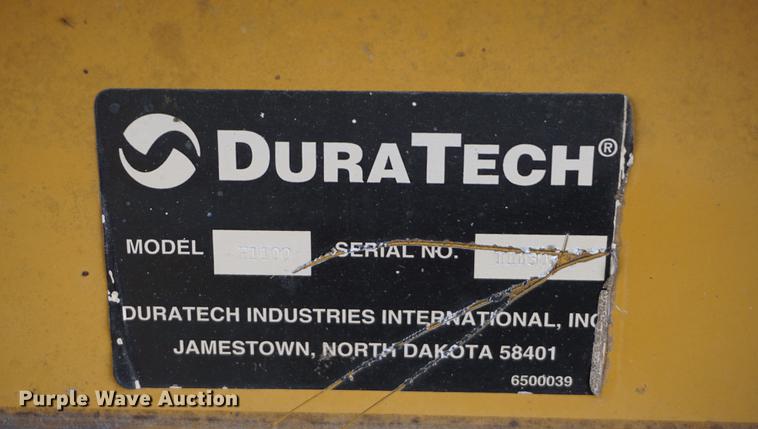 DURATECH®
MODEL SERIAL NO.
DURATECH INDUSTRIES INTERNATIONAL, INC
JAMESTOWN, NORTH DAKOTA 58401
6500039
Purple Wave Auction